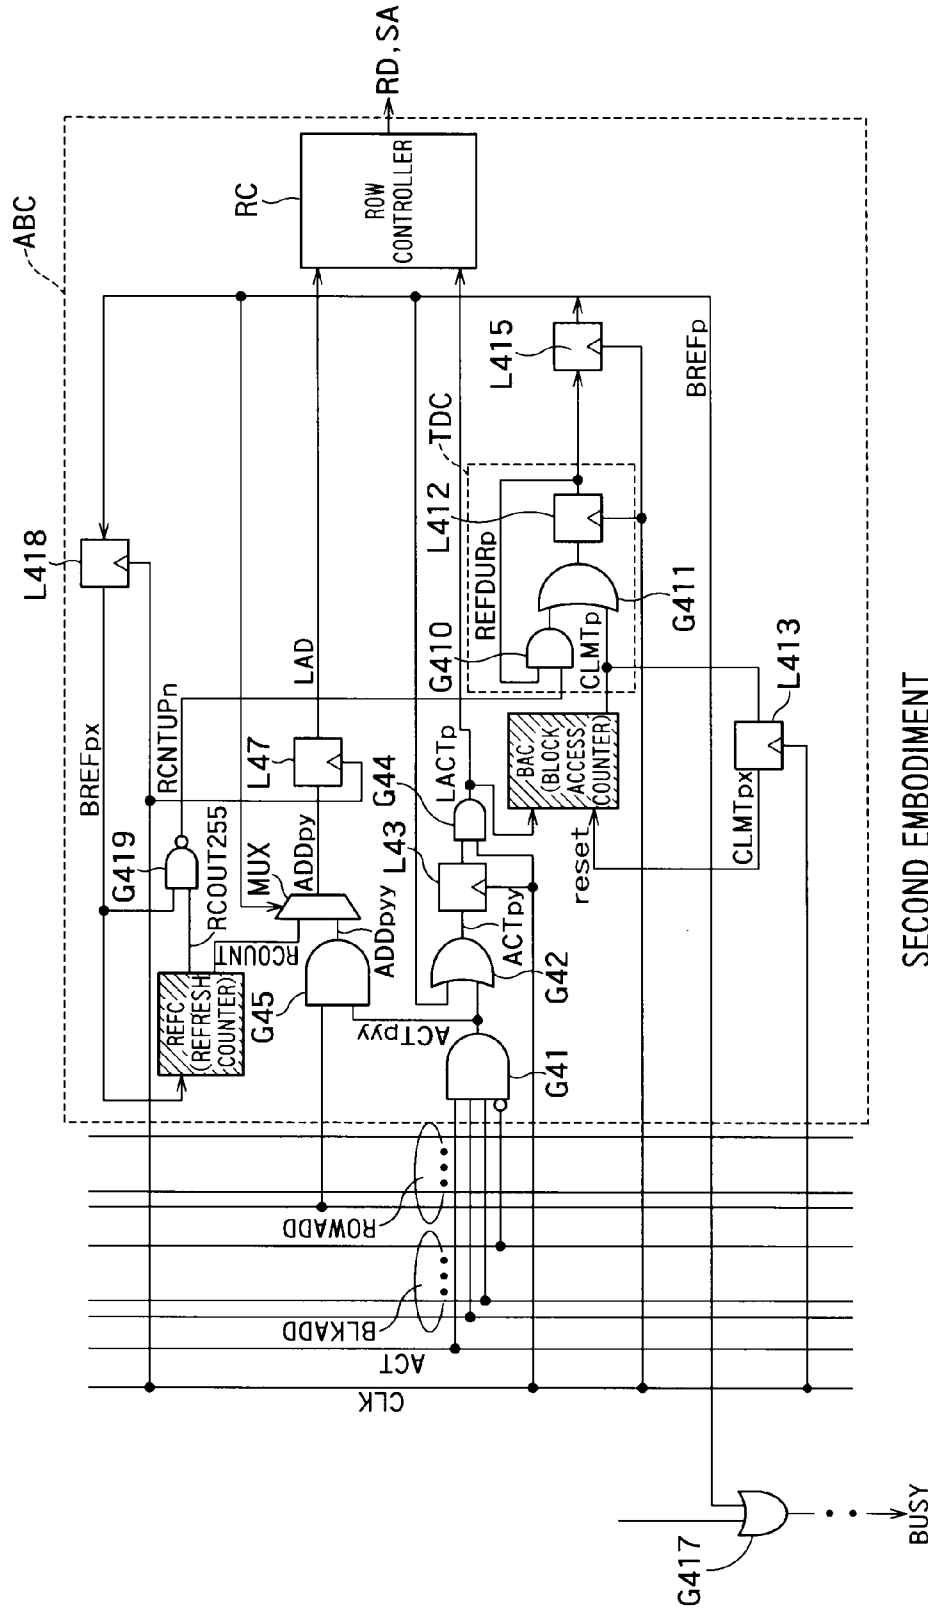 ABC
L418
BREFpx
RCNTUPn
G419
RCOUT255
REFC
(REFRESH
COUNTER)
RCOUNT
MUX
ADDpy
L47
LAD
RC
ROW
CONTROLLER
RD, SA
G45
ADDpyy
ACTpyy
G41
G42
ACTpy
L43
G44
LACTp
TDC
L412
REFDURp
G410
CLMTp
G411
L415
BAC
(BLOCK
ACCESS
COUNTER)
reset
CLMTpx
L413
BREFp
ROWADD
BLKADD
ACT
CLK
G417
BUSY
SECOND EMBODIMENT